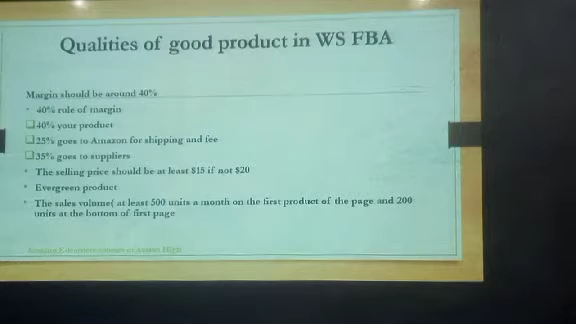 Qualities of good product in WS FBA
Margin should be around 40%
40% rule of margin
40% your product
25% goes to Amazon for shipping and fee
35% goes to suppliers
The selling price should be at least $15 if not $20
Evergreen product
The sales volume( at least 500 units a month on the first product of the page and 200
units at the bottom of first page